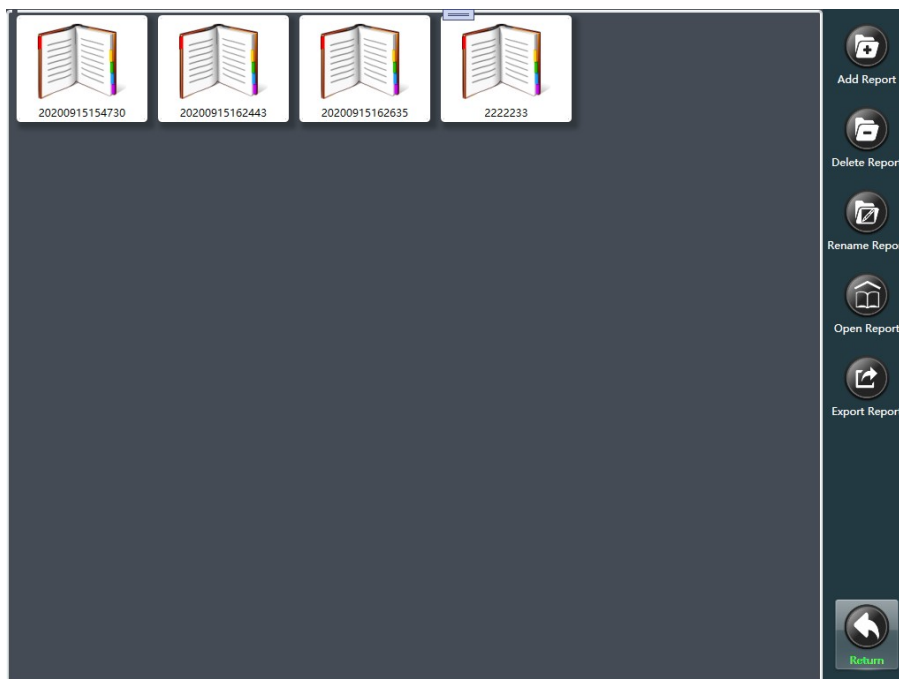 20200915154730
20200915162443
20200915162635
2222233
Add Report
Delete Repor
Rename Repo
Open Report
Export Repor
Return